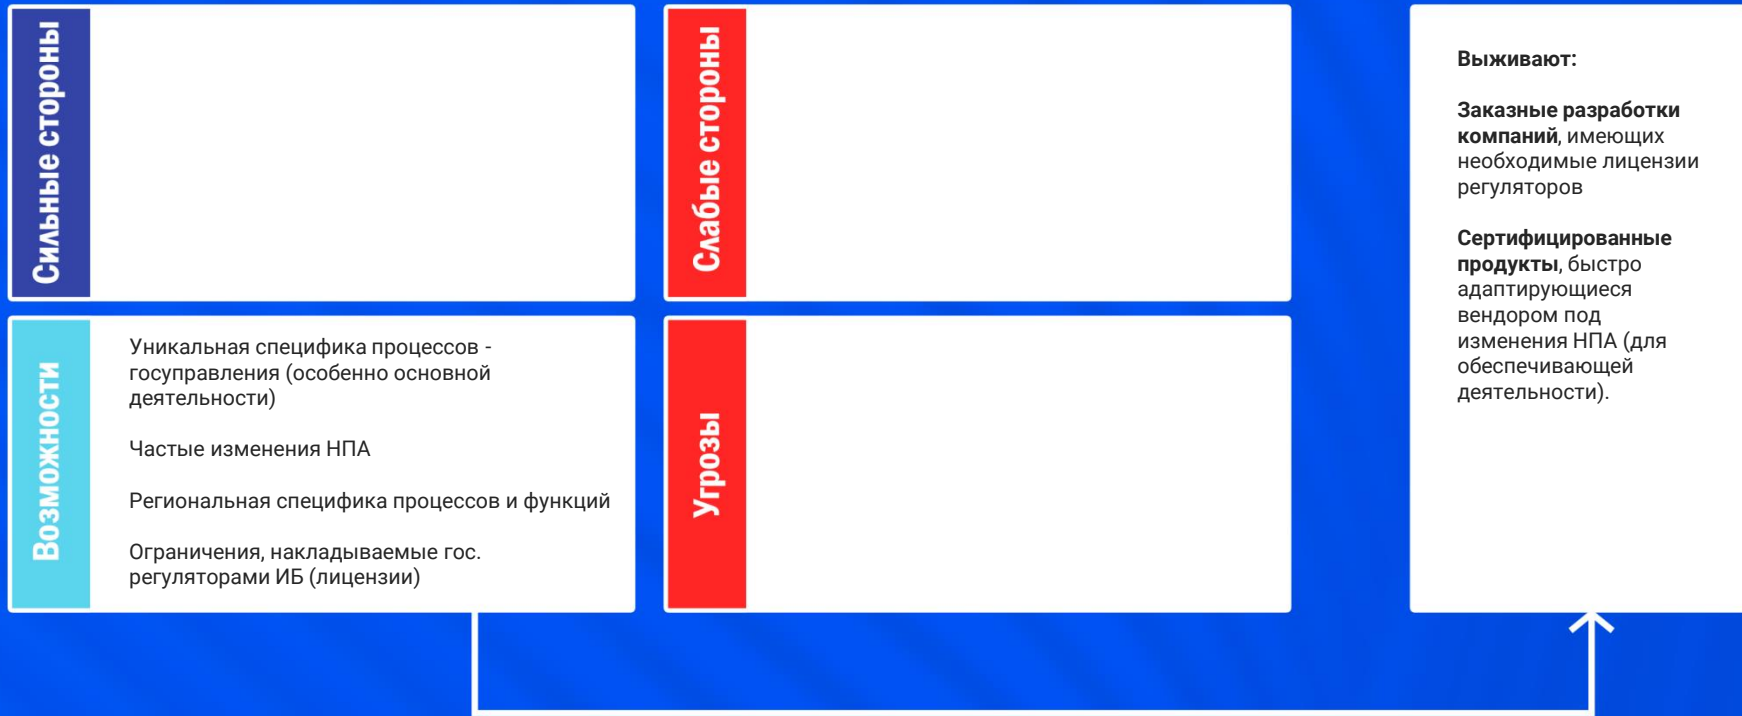 Сильные стороны
Слабые стороны
Возможности
Уникальная специфика процессов -
госуправления (особенно основной
деятельности)
Частые изменения НПА
Региональная специфика процессов и функций
Ограничения, накладываемые гос.
регуляторами ИБ (лицензии)
Угрозы
Выживают:
Заказные разработки
компаний, имеющих
необходимые лицензии
регуляторов
Сертифицированные
продукты, быстро
адаптирующиеся
вендором под
изменения НПА (для
обеспечивающей
деятельности).